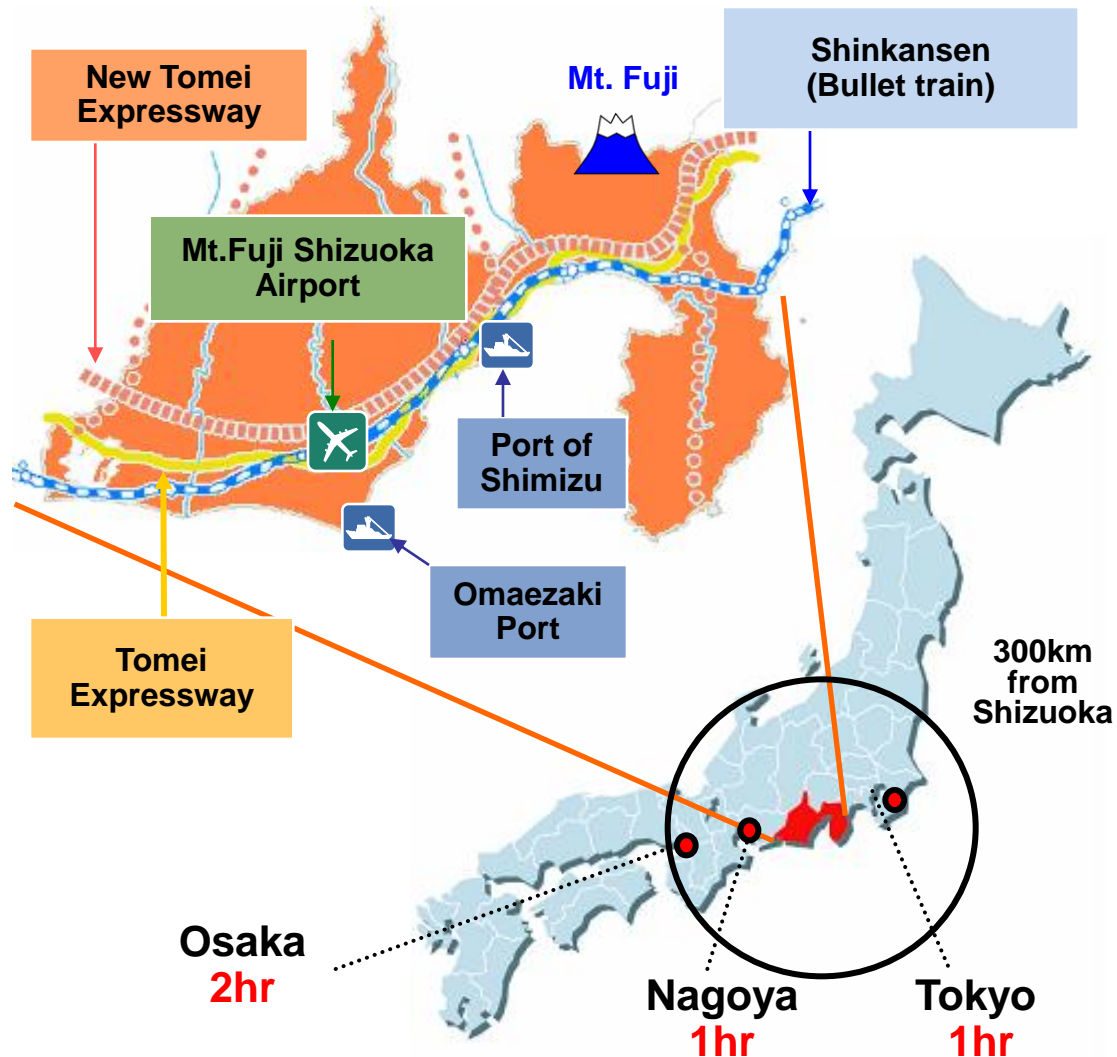 New Tomei
Expressway
Mt. Fuji
Shinkansen
(Bullet train)
Mt.Fuji Shizuoka
Airport
Port of
Shimizu
Omaezaki
Port
Tomei
Expressway
300km
from
Shizuoka
Osaka
2hr
Nagoya
1hr
Tokyo
1hr